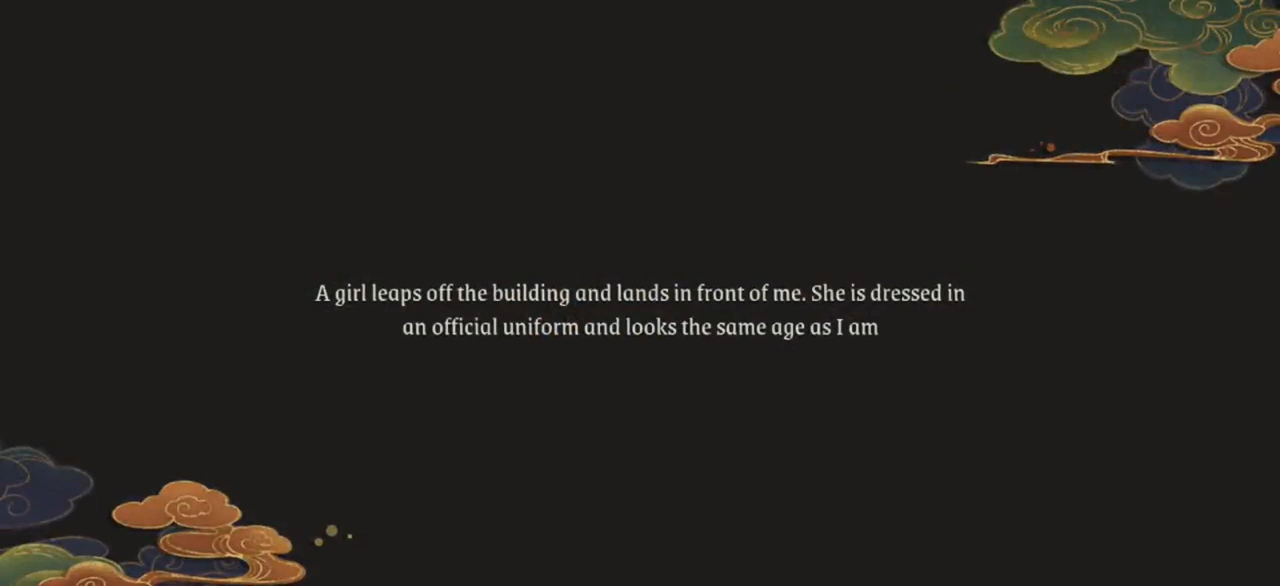 A girl leaps off the building and lands in front of me. She is dressed in
an official uniform and looks the same age as I am